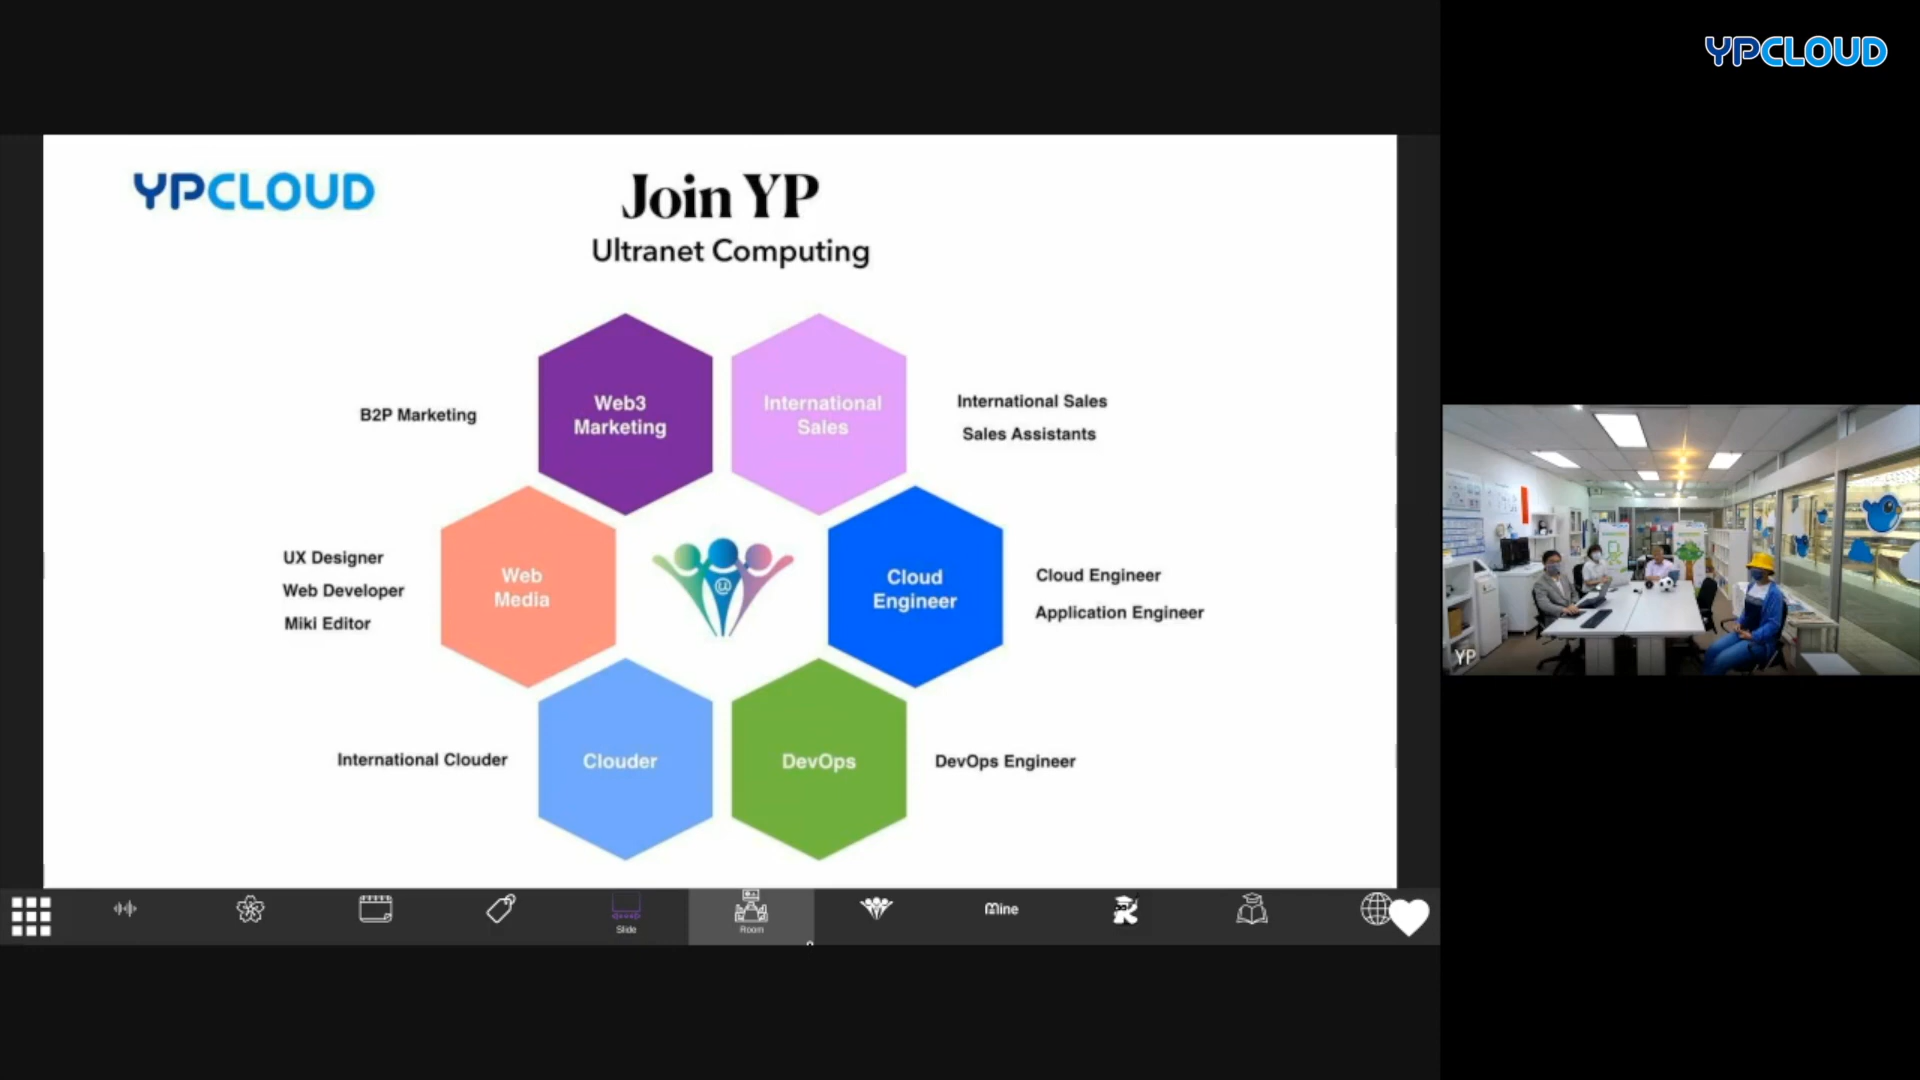 YPCLOUD
YPCLOUD
Join YP
Ultranet Computing
B2P Marketing
Web3
Marketing
International
Sales
International Sales
Sales Assistants
UX Designer
Web Developer
Miki Editor
Web
Media
@
Cloud
Engineer
Cloud Engineer
Application Engineer
International Clouder
Clouder
DevOps
DevOps Engineer
YP
Slide
Room
Mine